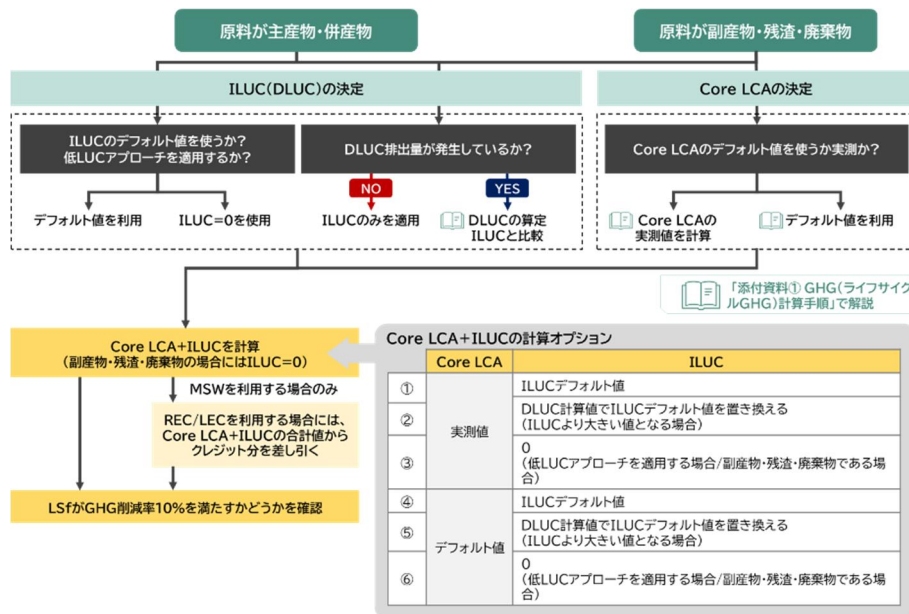 原料が主産物・併産物
原料が副産物・残渣・廃棄物
ILUC(DLUC)の決定
Core LCAの決定
ILUCのデフォルト値を使うか?
低LUCアプローチを適用するか?
DLUC排出量が発生しているか?
Core LCAのデフォルト値を使うか実測か?
NO
YES
デフォルト値を利用
ILUC=0を使用
ILUCのみを適用
DLUCの算定
ILUCと比較
Core LCAの
実測値を計算
デフォルト値を利用
「添付資料① GHG(ライフサイク
ルGHG)計算手順」で解説
Core LCA+ILUCを計算
(副産物・残渣・廃棄物の場合にはILUC=0)
MSWを利用する場合のみ
REC/LECを利用する場合には、
Core LCA+ILUCの合計値から
クレジット分を差し引く
LSfがGHG削減率10%を満たすかどうかを確認
Core LCA+ILUCの計算オプション
Core LCA
ILUC
①
実測値
ILUCデフォルト値
②
DLUC計算値でILUCデフォルト値を置き換える
(ILUCより大きい値となる場合)
③
0
(低LUCアプローチを適用する場合/副産物・残渣・廃棄物である場
合)
④
デフォルト値
ILUCデフォルト値
⑤
DLUC計算値でILUCデフォルト値を置き換える
(ILUCより大きい値となる場合)
⑥
0
(低LUCアプローチを適用する場合/副産物・残渣・廃棄物である場
合)